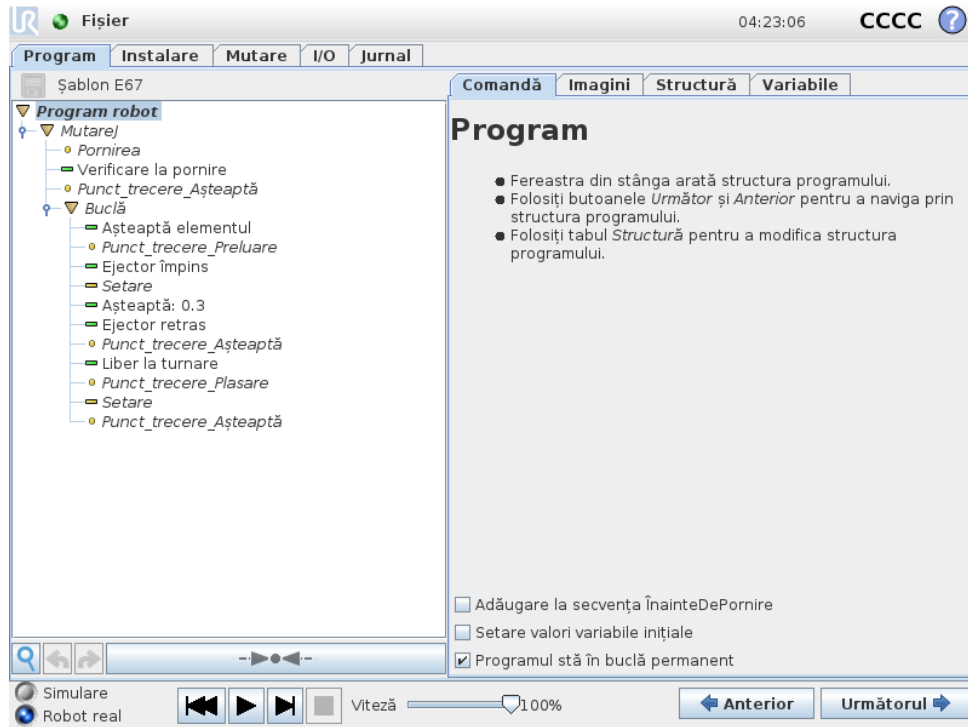 UR Fișier 04:23:06 CCCC ?
Program Instalare Mutare I/O Jurnal
Șablon E67
Comandă Imagini Structură Variabile
Program robot
MutareJ
Pornirea
Verificare la pornire
Punct_trecere_Așteaptă
Buclă
Așteaptă elementul
Punct_trecere_Preluare
Ejector împins
Setare
Așteaptă: 0.3
Ejector retras
Punct_trecere_Așteaptă
Liber la turnare
Punct_trecere_Plasare
Setare
Punct_trecere_Așteaptă
Program
Fereastra din stânga arată structura programului.
Folosiți butoanele Următor și Anterior pentru a naviga prin
structura programului.
Folosiți tabul Structură pentru a modifica structura
programului.
Adăugare la secvența ÎnainteDePornire
Setare valori variabile inițiale
Programul stă în buclă permanent
Simulare
Robot real
Viteză 100%
Anterior Următorul